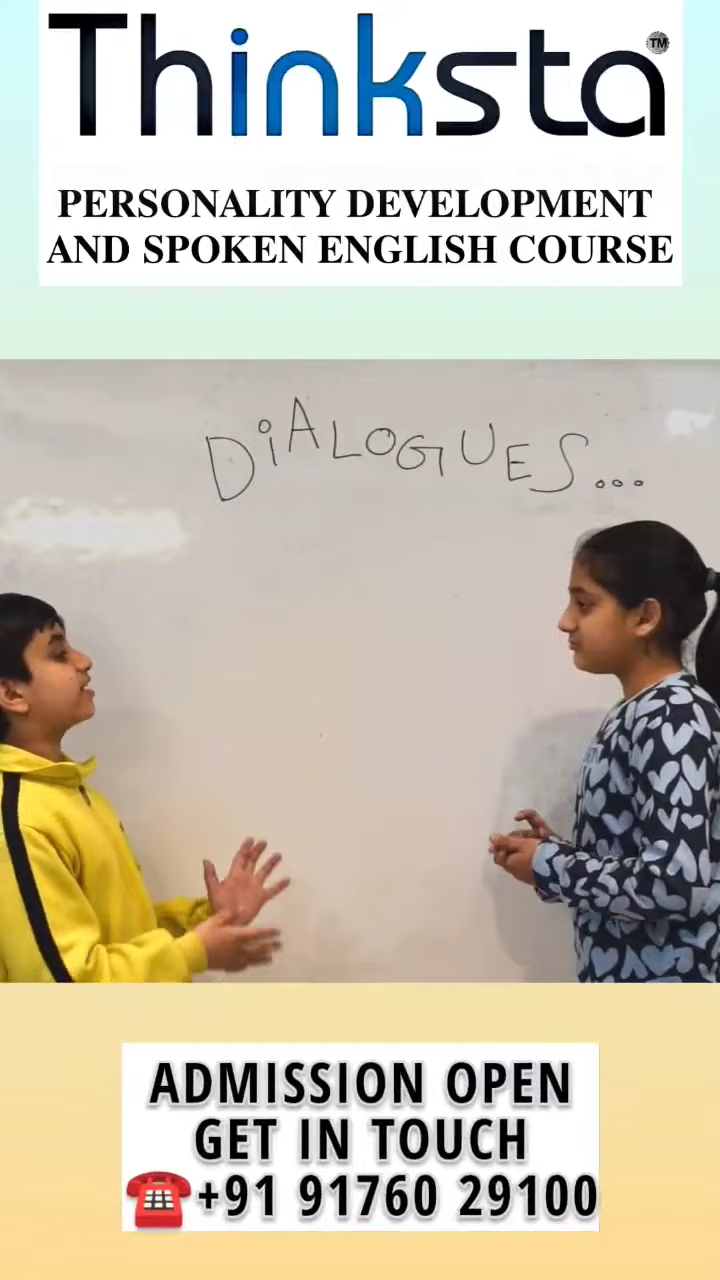 Thinksta
TM
PERSONALITY DEVELOPMENT
AND SPOKEN ENGLISH COURSE
DiALOGUES...
ADMISSION OPEN
GET IN TOUCH
☎️+91 91760 29100